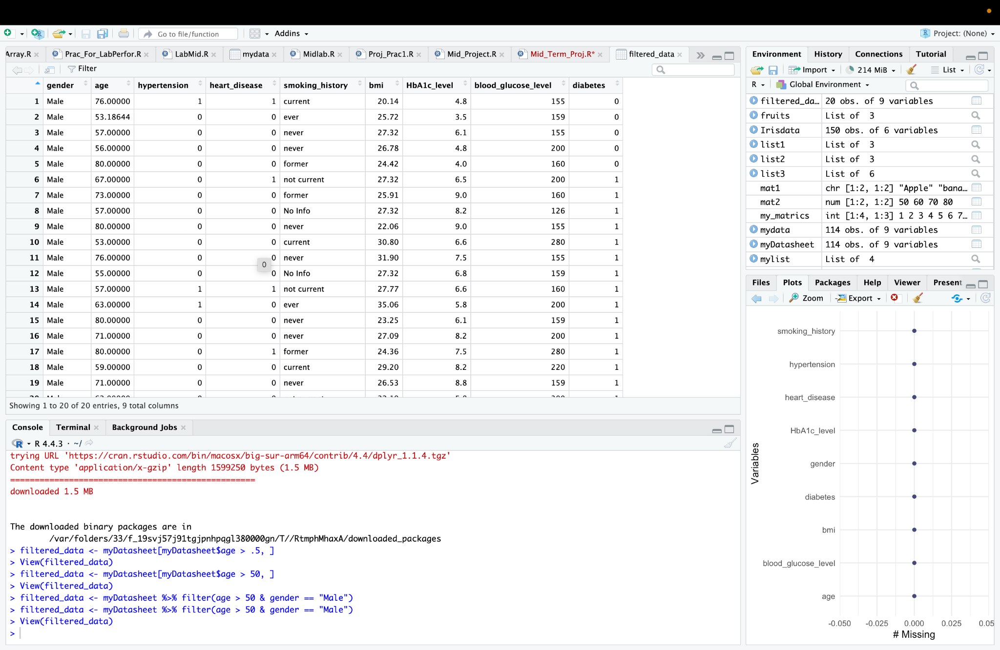 Go to file/function
Addins
Project: (None)
Array.R
Prac_For_LabPerfor.R
LabMid.R
mydata
Midlab.R
Proj_Prac1.R
Mid_Project.R
Mid_Term_Proj.R*
filtered_data
Filter
gender age hypertension heart_disease smoking_history bmi HbA1c_level blood_glucose_level diabetes
1 Male 76.00000 1 1 current 20.14 4.8 155 0
2 Male 53.18644 0 0 ever 25.72 3.5 159 0
3 Male 57.00000 0 0 never 27.32 6.1 155 0
4 Male 56.00000 0 0 never 26.78 4.8 200 0
5 Male 80.00000 0 0 former 24.42 4.0 160 0
6 Male 67.00000 0 1 not current 27.32 6.5 200 1
7 Male 73.00000 0 0 former 25.91 9.0 160 1
8 Male 57.00000 0 0 No Info 27.32 8.2 126 1
9 Male 80.00000 0 0 never 22.06 9.0 155 1
10 Male 53.00000 0 0 current 30.80 6.6 280 1
11 Male 76.00000 0 0 never 31.90 7.5 155 1
0
12 Male 55.00000 0 0 No Info 27.32 6.8 159 1
13 Male 57.00000 1 1 not current 27.77 6.6 160 1
14 Male 63.00000 1 0 ever 35.06 5.8 200 1
15 Male 80.00000 0 0 never 23.25 6.1 159 1
16 Male 71.00000 0 0 never 27.09 8.2 200 1
17 Male 80.00000 0 1 former 24.36 7.5 280 1
18 Male 59.00000 0 0 current 29.20 8.2 220 1
19 Male 71.00000 0 0 never 26.53 8.8 159 1
Showing 1 to 20 of 20 entries, 9 total columns
Console Terminal Background Jobs
R 4.4.3 · ~/
trying URL 'https://cran.rstudio.com/bin/macosx/big-sur-arm64/contrib/4.4/dplyr_1.1.4.tgz'
Content type 'application/x-gzip' length 1599250 bytes (1.5 MB)
==================================================
downloaded 1.5 MB
The downloaded binary packages are in
/var/folders/33/f_19svj57j91tgjpnhpqgl380000gn/T//RtmphMhaxA/downloaded_packages
> filtered_data <- myDatasheet[myDatasheet$age > .5, ]
> View(filtered_data)
> filtered_data <- myDatasheet[myDatasheet$age > 50, ]
> View(filtered_data)
> filtered_data <- myDatasheet %>% filter(age > 50 & gender == "Male")
> filtered_data <- myDatasheet %>% filter(age > 50 & gender == "Male")
> View(filtered_data)
>
Environment History Connections Tutorial
Import 214 MiB List
R Global Environment
filtered_da… 20 obs. of 9 variables
fruits List of 3
Irisdata 150 obs. of 6 variables
list1 List of 3
list2 List of 3
list3 List of 6
mat1 chr [1:2, 1:2] "Apple" "bana…
mat2 num [1:2, 1:2] 50 60 70 80
my_matrics int [1:4, 1:3] 1 2 3 4 5 6 7…
mydata 114 obs. of 9 variables
myDatasheet 114 obs. of 9 variables
mylist List of 4
Files Plots Packages Help Viewer Present
Zoom Export
smoking_history
hypertension
heart_disease
HbA1c_level
gender
diabetes
bmi
blood_glucose_level
age
Variables
-0.050 -0.025 0.000 0.025 0.05
# Missing